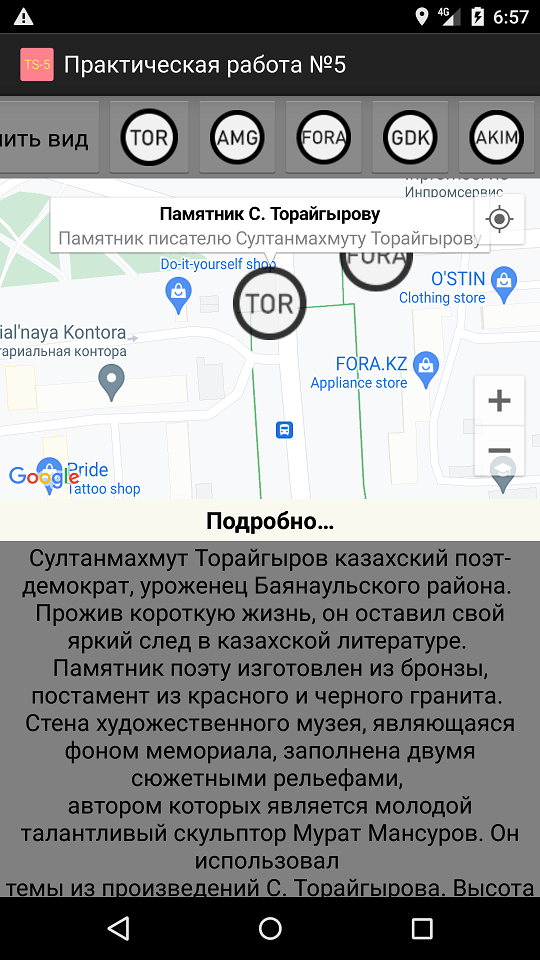 4G 6:57
TS-5 Практическая работа №5
нить вид TOR AMG FORA GDK AKIM
Инпромсервис
Памятник С. Торайгырову
Памятник писателю Султанмахмуту Торайгырову
Do-it-yourself shop
TOR
FORA
O'STIN
Clothing store
ial'naya Kontora
тариальная контора
FORA.KZ
Appliance store
+
−
Google
Pride
Tattoo shop
Подробно…
Султанмахмут Торайгыров казахский поэт-
демократ, уроженец Баянаульского района.
Прожив короткую жизнь, он оставил свой
яркий след в казахской литературе.
Памятник поэту изготовлен из бронзы,
постамент из красного и черного гранита.
Стена художественного музея, являющаяся
фоном мемориала, заполнена двумя
сюжетными рельефами,
автором которых является молодой
талантливый скульптор Мурат Мансуров. Он
использовал
темы из произведений С. Торайгырова. Высота